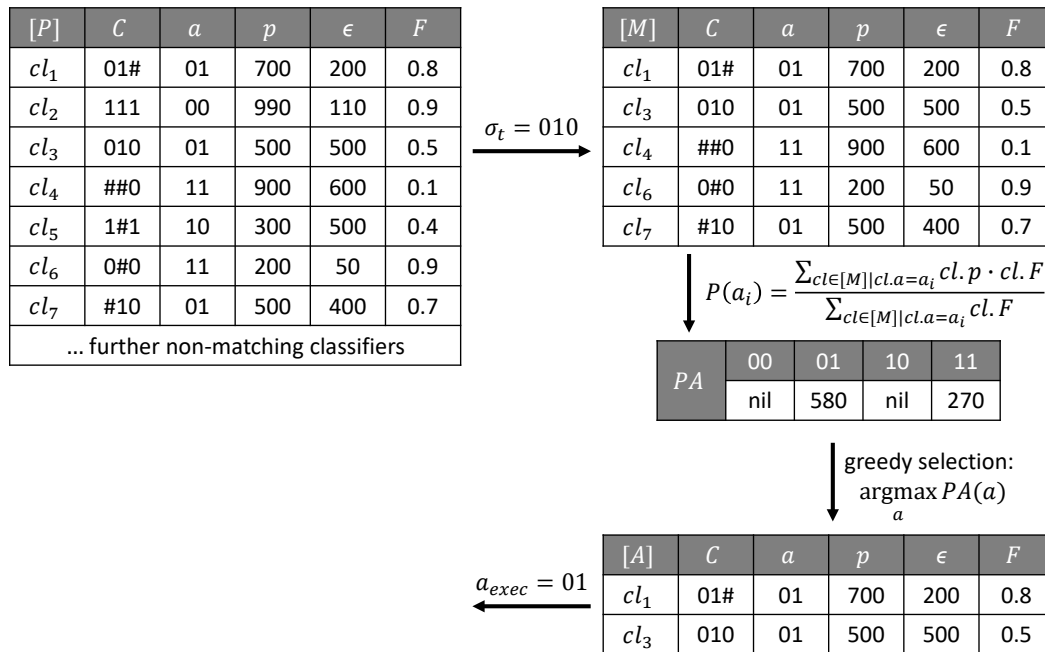 [P] C a p ϵ F
cl₁ 01# 01 700 200 0.8
cl₂ 111 00 990 110 0.9
cl₃ 010 01 500 500 0.5
cl₄ ##0 11 900 600 0.1
cl₅ 1#1 10 300 500 0.4
cl₆ 0#0 11 200 50 0.9
cl₇ #10 01 500 400 0.7
... further non-matching classifiers
σₜ = 010
[M] C a p ϵ F
cl₁ 01# 01 700 200 0.8
cl₃ 010 01 500 500 0.5
cl₄ ##0 11 900 600 0.1
cl₆ 0#0 11 200 50 0.9
cl₇ #10 01 500 400 0.7
P(aᵢ) = ∑_{cl∈[M]|cl.a=aᵢ} cl.p · cl.F / ∑_{cl∈[M]|cl.a=aᵢ} cl.F
PA 00 01 10 11
nil 580 nil 270
greedy selection:
argmax PA(a)
a
[A] C a p ϵ F
cl₁ 01# 01 700 200 0.8
cl₃ 010 01 500 500 0.5
a_{exec} = 01